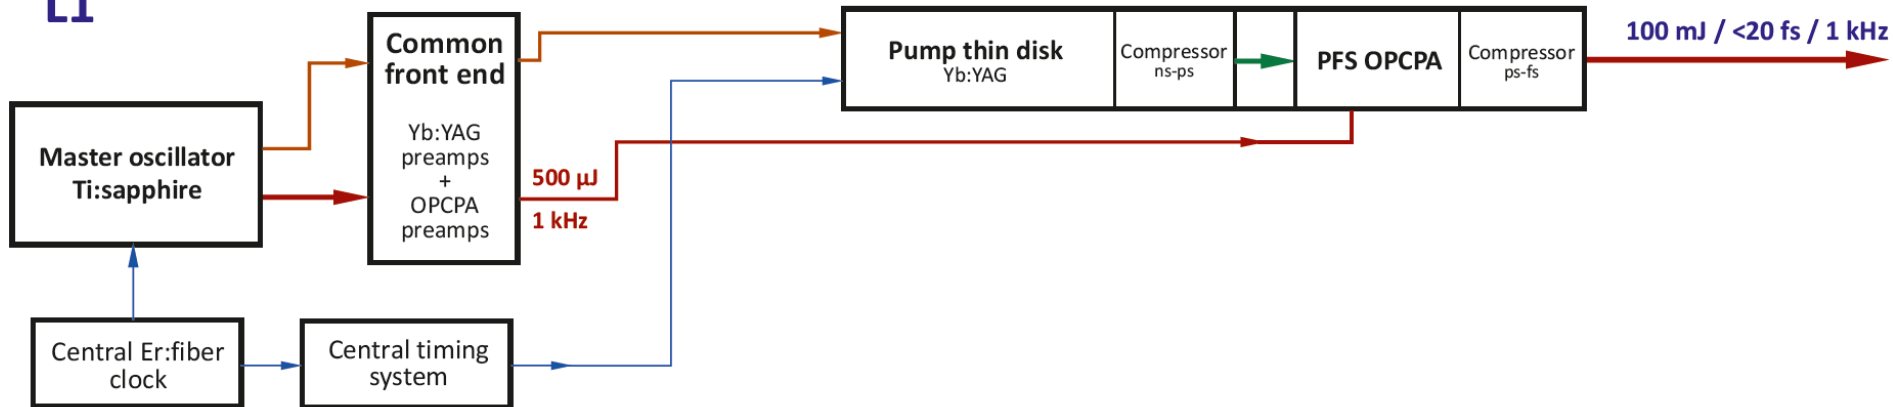 L1
Master oscillator
Ti:sapphire
Central Er:fiber
clock
Central timing
system
Common
front end
Yb:YAG
preamps
+
OPCPA
preamps
500 µJ
1 kHz
Pump thin disk
Yb:YAG
Compressor
ns-ps
PFS OPCPA
Compressor
ps-fs
100 mJ / <20 fs / 1 kHz